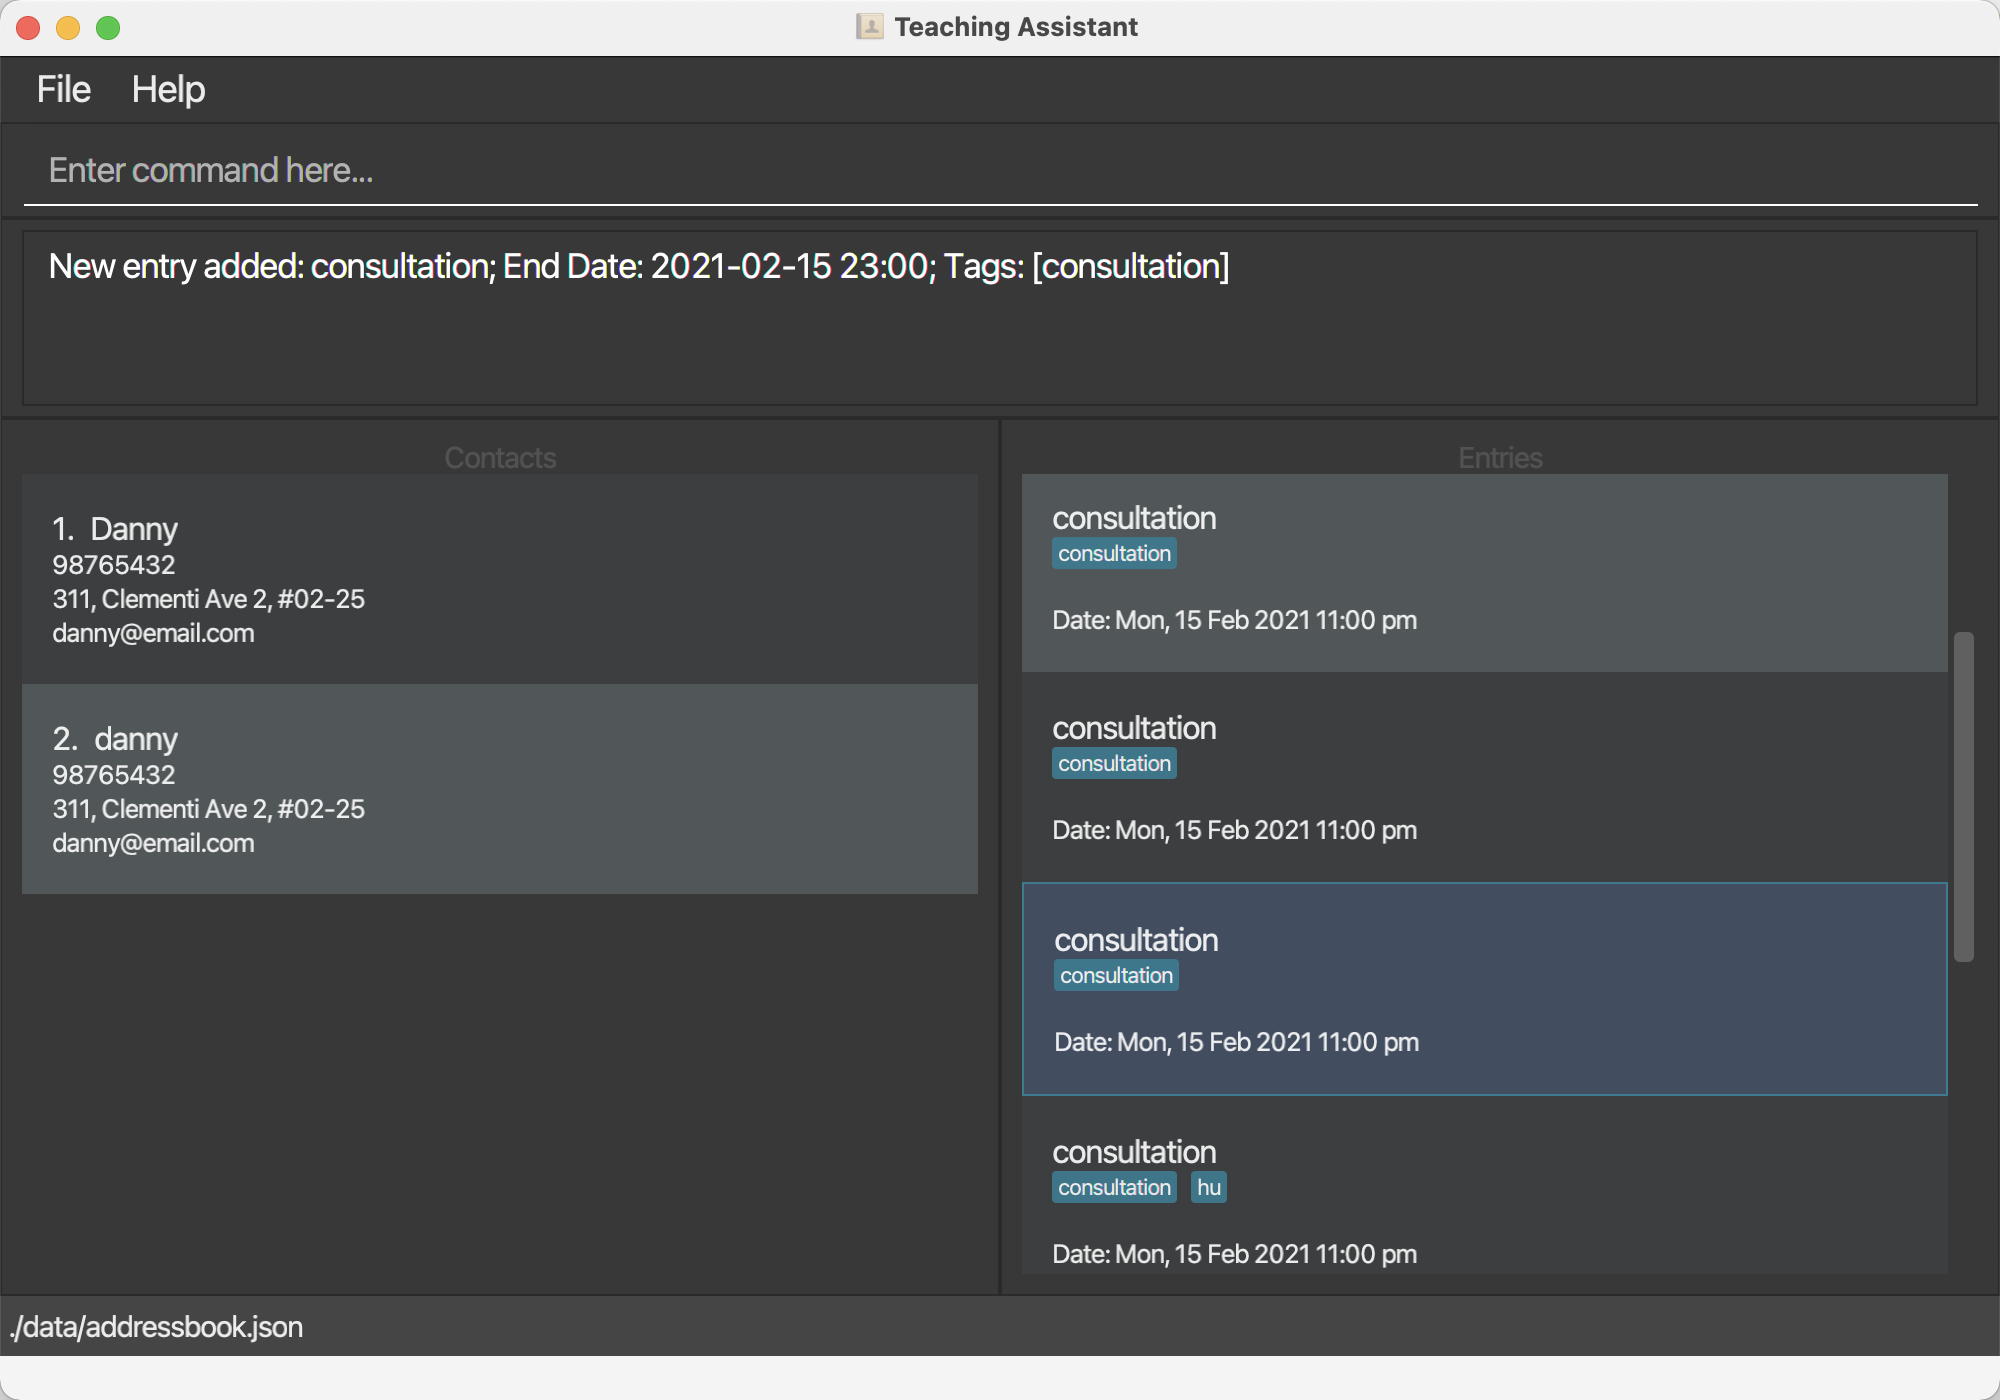 Teaching Assistant
File Help
Enter command here...
New entry added: consultation; End Date: 2021-02-15 23:00; Tags: [consultation]
Contacts
1. Danny
98765432
311, Clementi Ave 2, #02-25
danny@email.com
2. danny
98765432
311, Clementi Ave 2, #02-25
danny@email.com
Entries
consultation
consultation
Date: Mon, 15 Feb 2021 11:00 pm
consultation
consultation
Date: Mon, 15 Feb 2021 11:00 pm
consultation
consultation
Date: Mon, 15 Feb 2021 11:00 pm
consultation
consultation hu
Date: Mon, 15 Feb 2021 11:00 pm
./data/addressbook.json